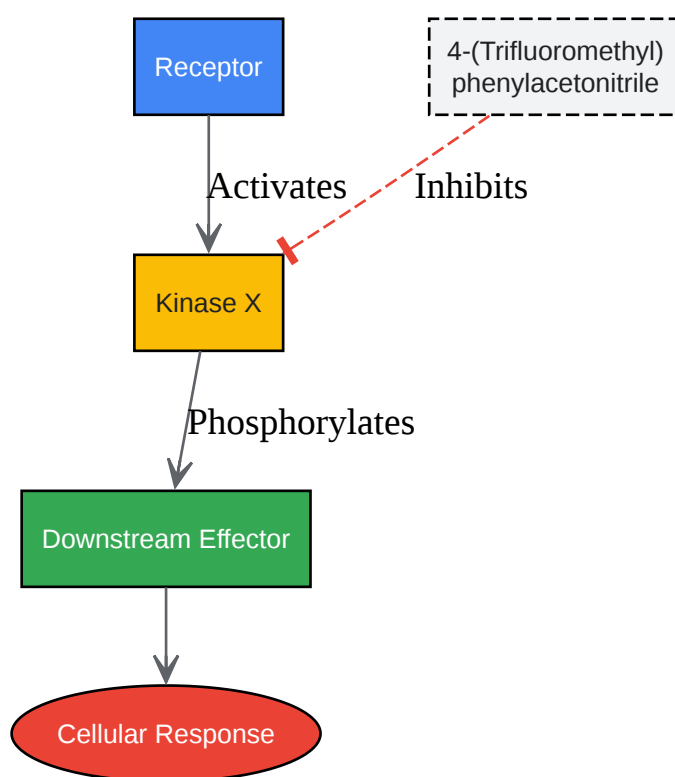 Receptor
4-(Trifluoromethyl)
phenylacetonitrile
Activates
Inhibits
Kinase X
Phosphorylates
Downstream Effector
Cellular Response